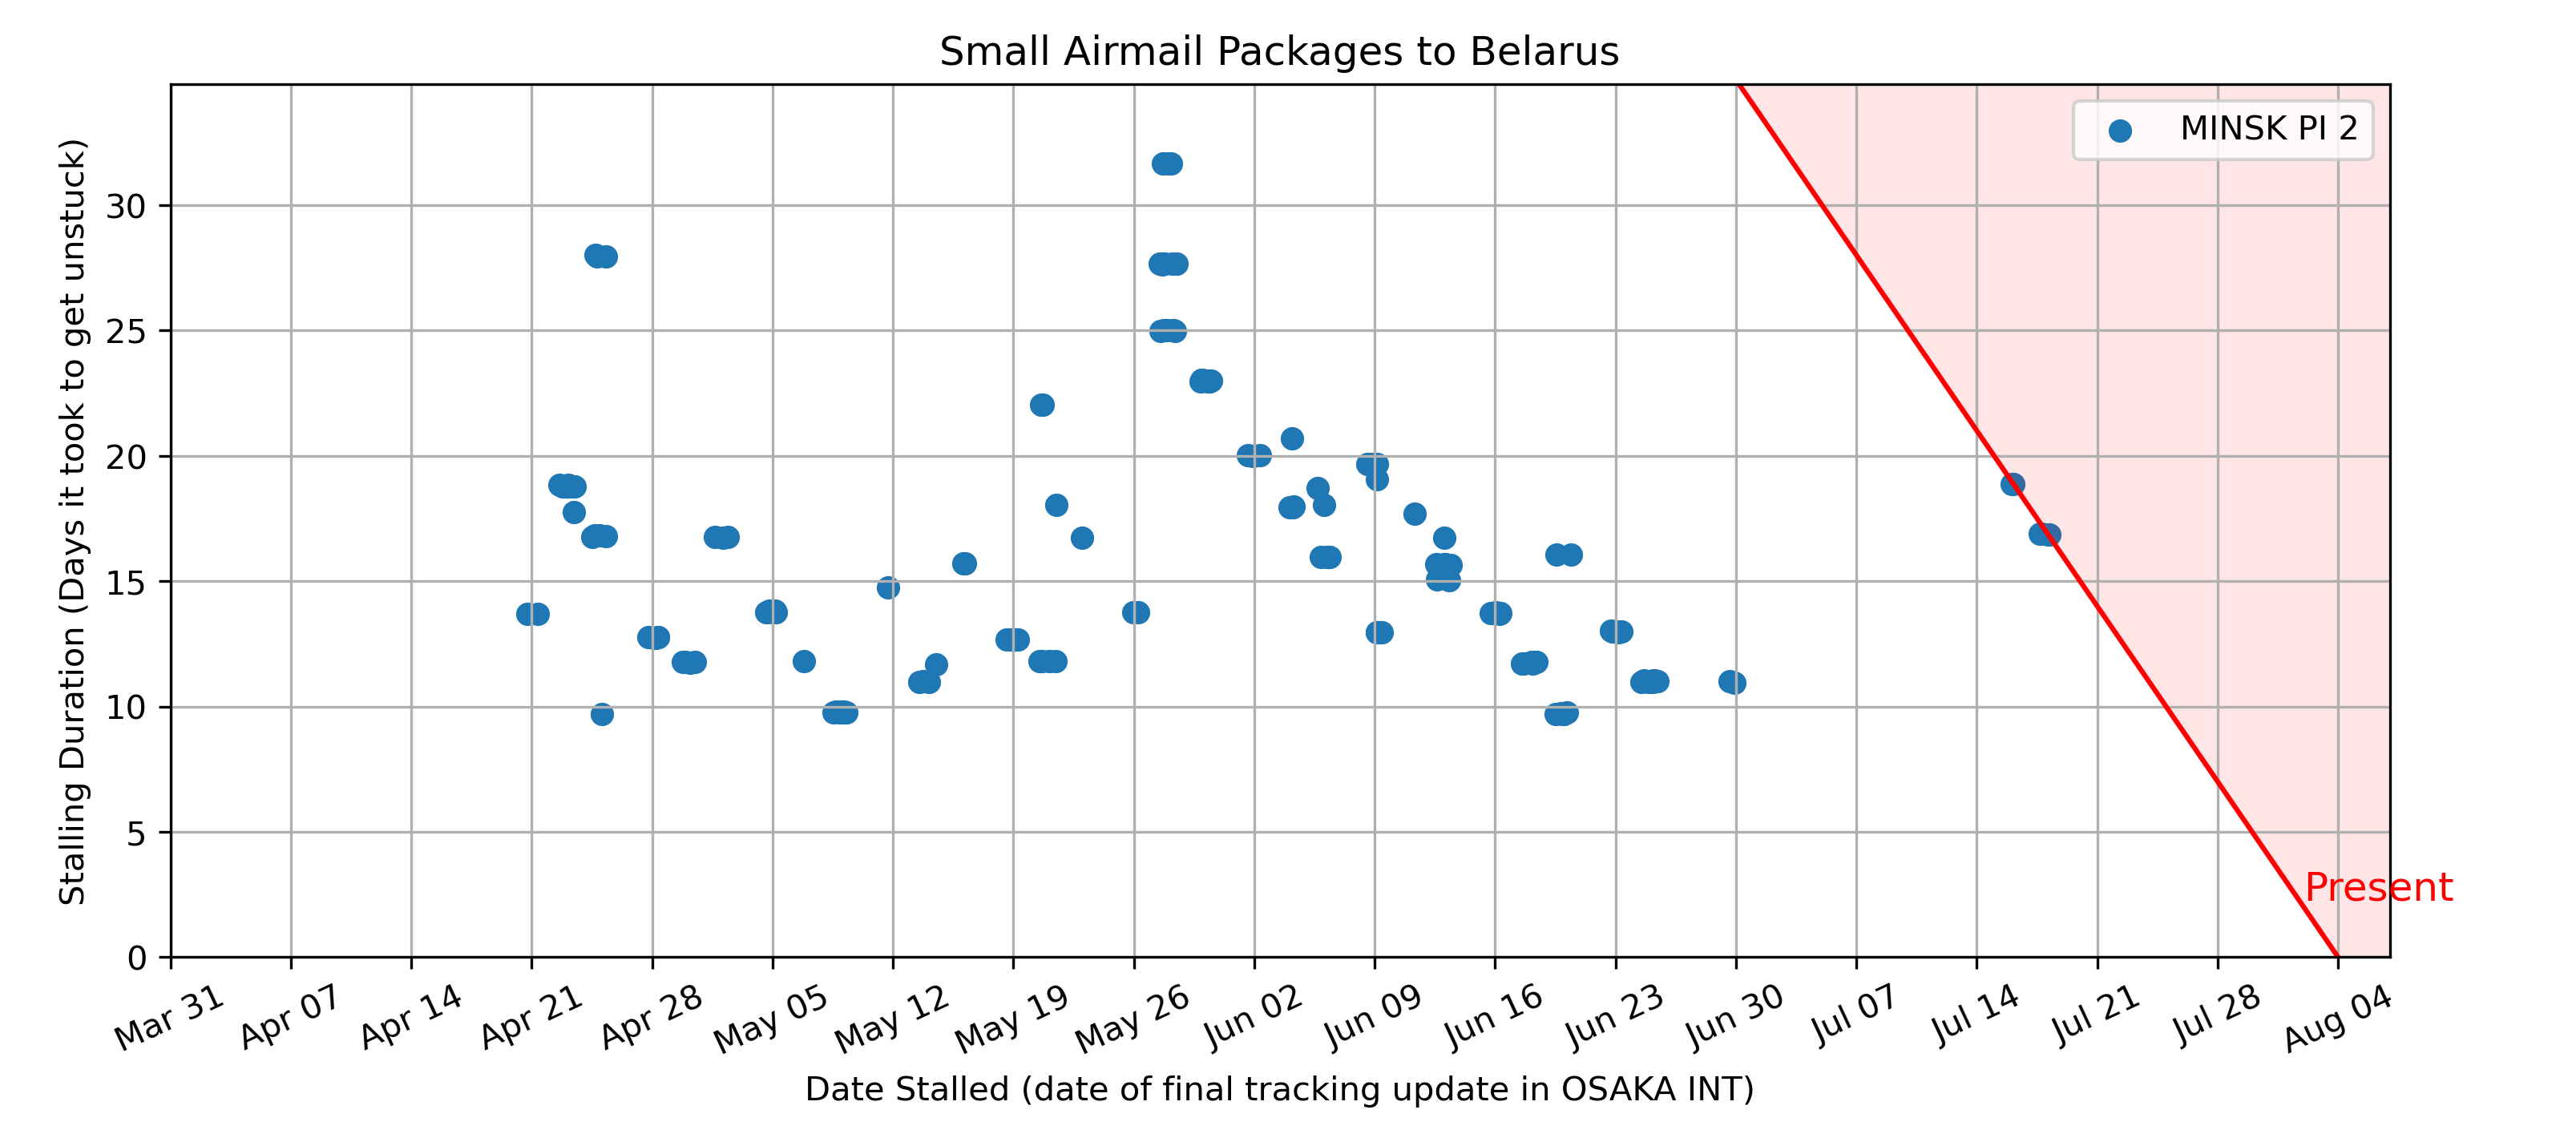 Small Airmail Packages to Belarus
MINSK PI 2
Stalling Duration (Days it took to get unstuck)
30
25
20
15
10
5
0
Present
Mar 31 Apr 07 Apr 14 Apr 21 Apr 28 May 05 May 12 May 19 May 26 Jun 02 Jun 09 Jun 16 Jun 23 Jun 30 Jul 07 Jul 14 Jul 21 Jul 28 Aug 04
Date Stalled (date of final tracking update in OSAKA INT)